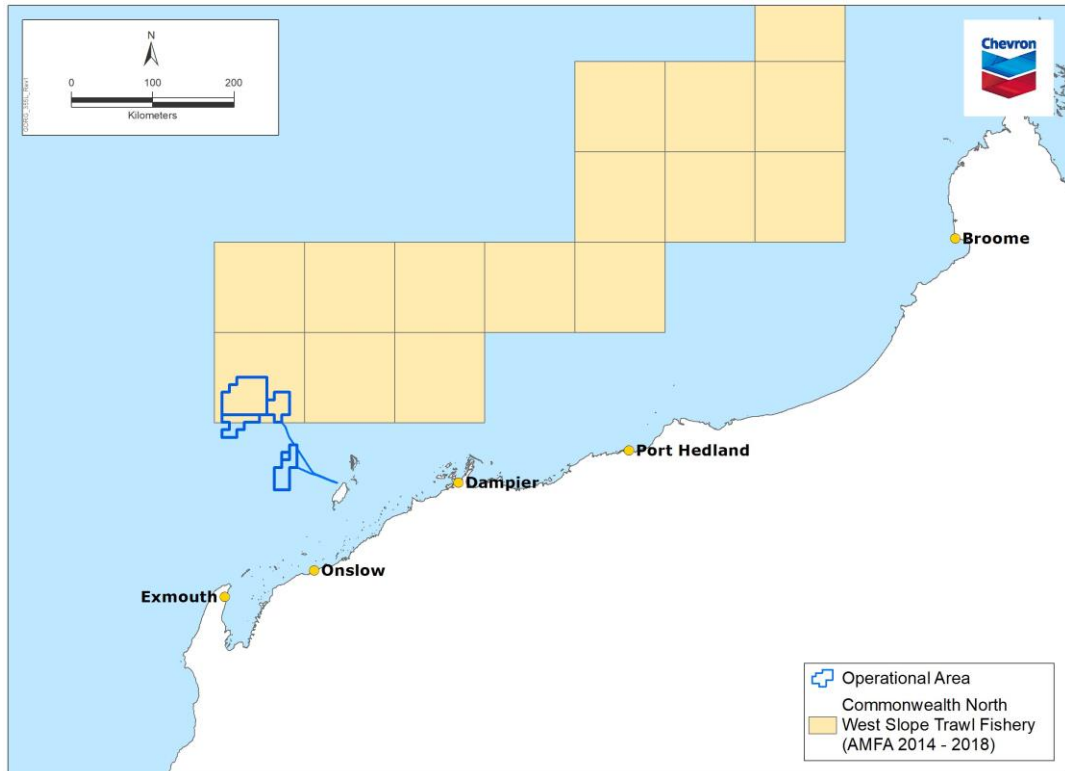 N
0 100 200
Kilometers
Chevron
Broome
Port Hedland
Dampier
Onslow
Exmouth
Operational Area
Commonwealth North
West Slope Trawl Fishery
(AMFA 2014 - 2018)